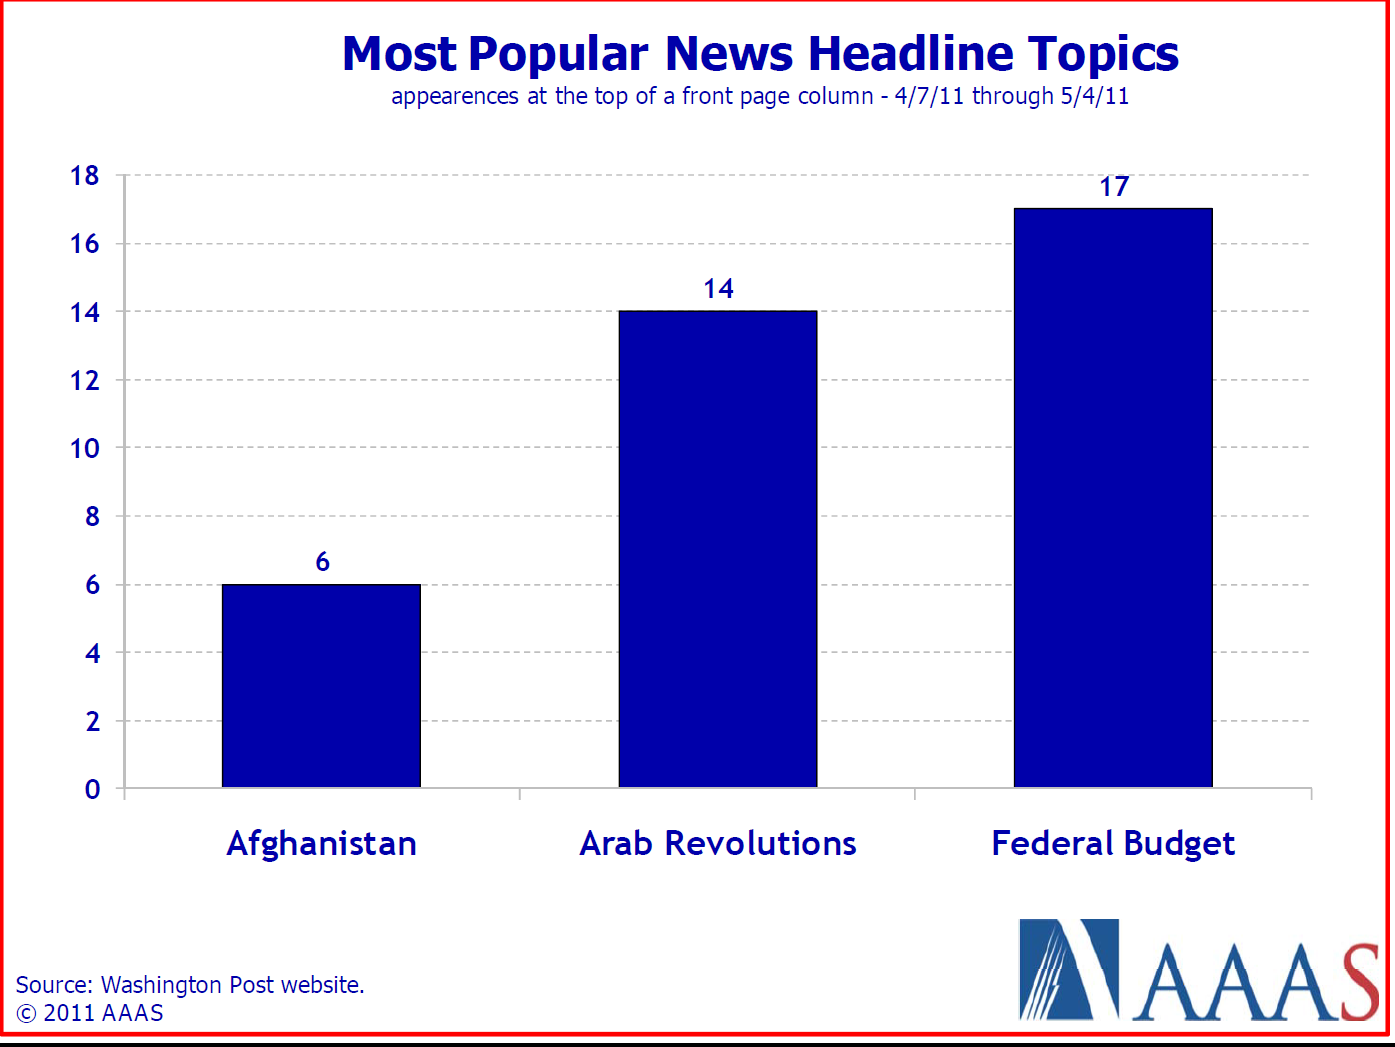 Most Popular News Headline Topics
appearences at the top of a front page column - 4/7/11 through 5/4/11
18
16
14
12
10
8
6
4
2
0
6
14
17
Afghanistan
Arab Revolutions
Federal Budget
Source: Washington Post website.
© 2011 AAAS
AAAS